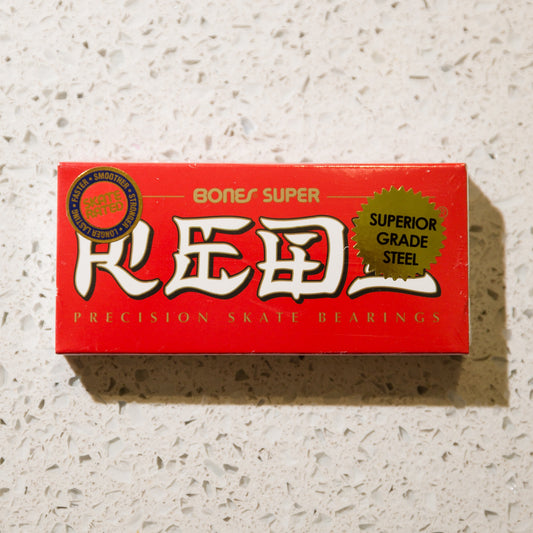 BONES SUPER
REDS
PRECISION SKATE BEARINGS
SKATE RATED
FASTER • SMOOTHER • STRONGER • LONGER LASTING •
SUPERIOR
GRADE
STEEL